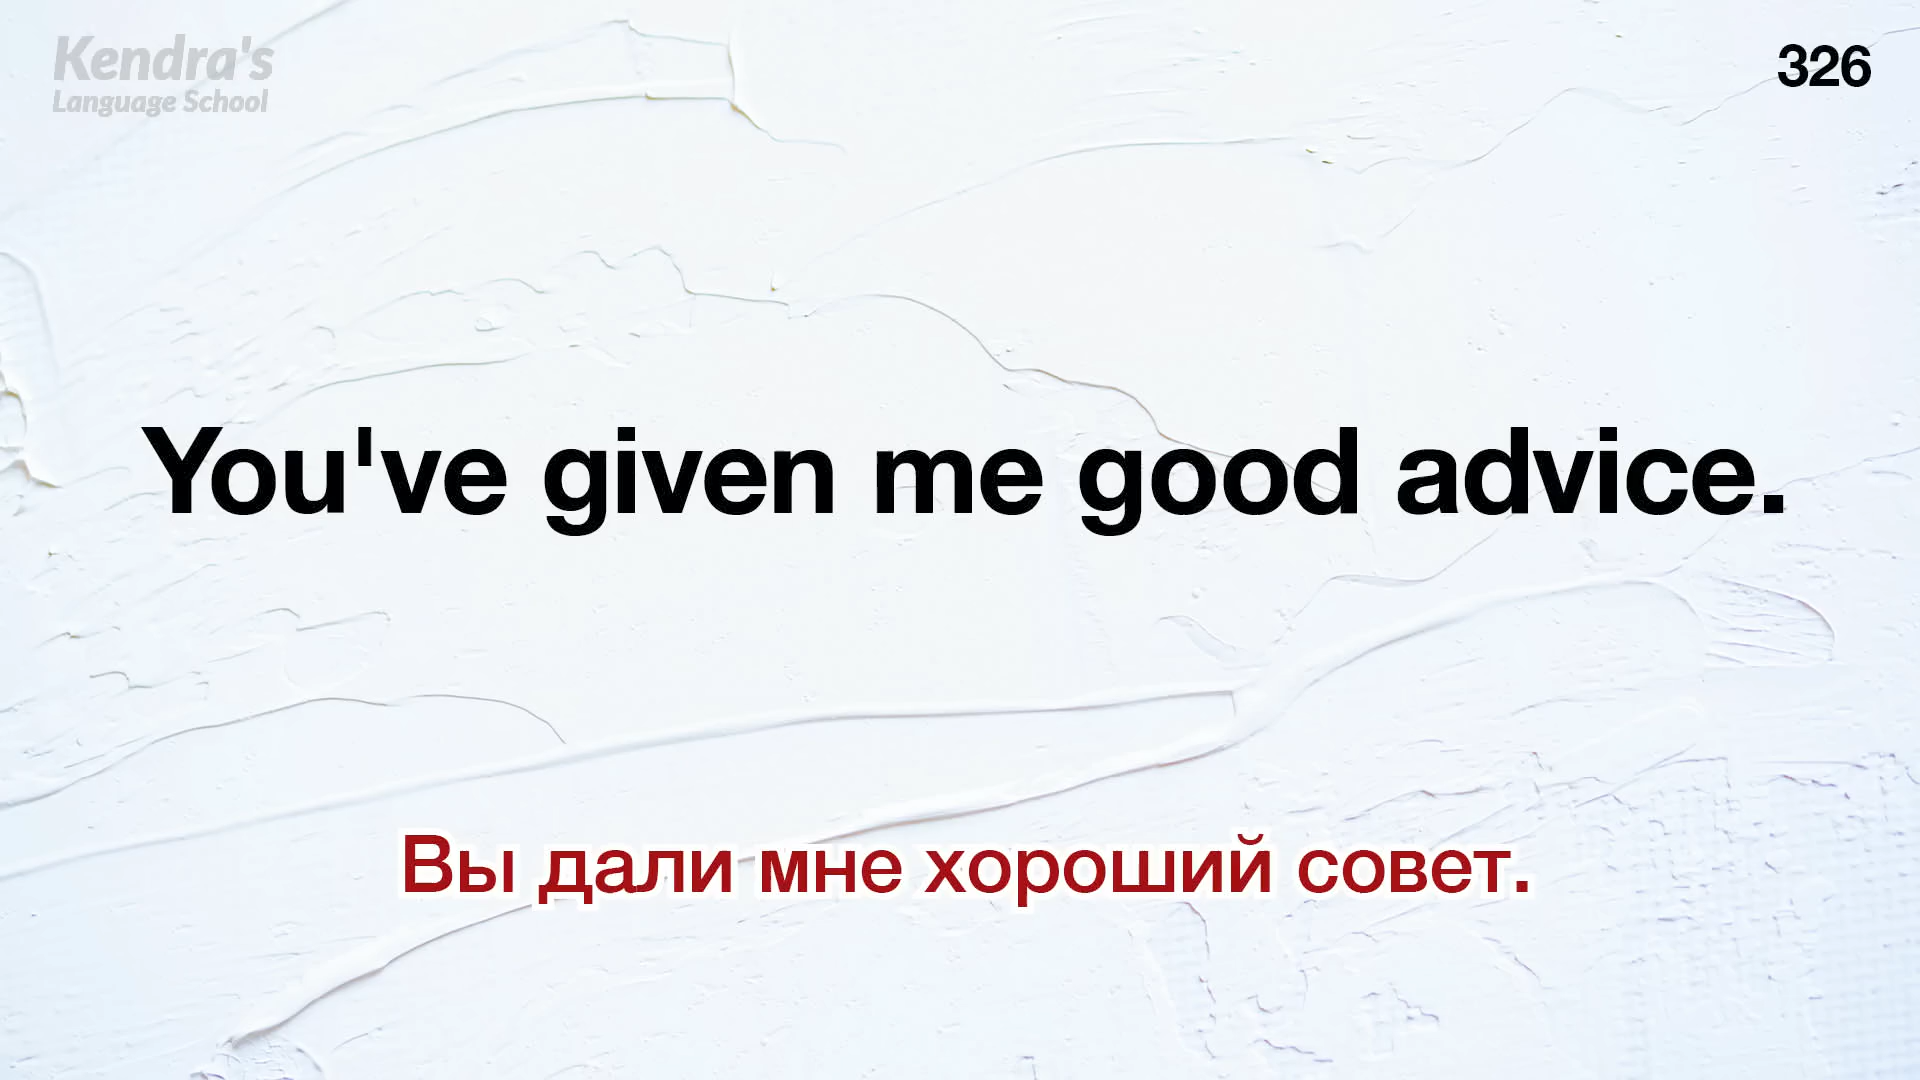 Kendra's
Language School
326
You've given me good advice.
Вы дали мне хороший совет.